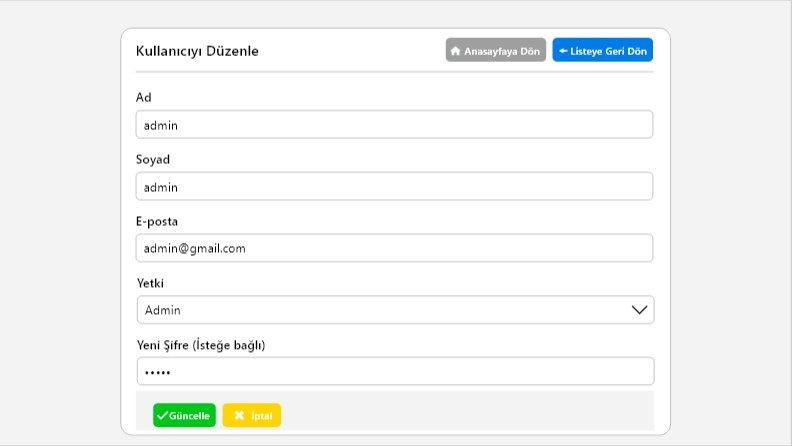 Kullanıcıyı Düzenle
Anasayfaya Dön
Listeye Geri Dön
Ad
admin
Soyad
admin
E-posta
admin@gmail.com
Yetki
Admin
Yeni Şifre (İsteğe bağlı)
•••••
Güncelle
İptal